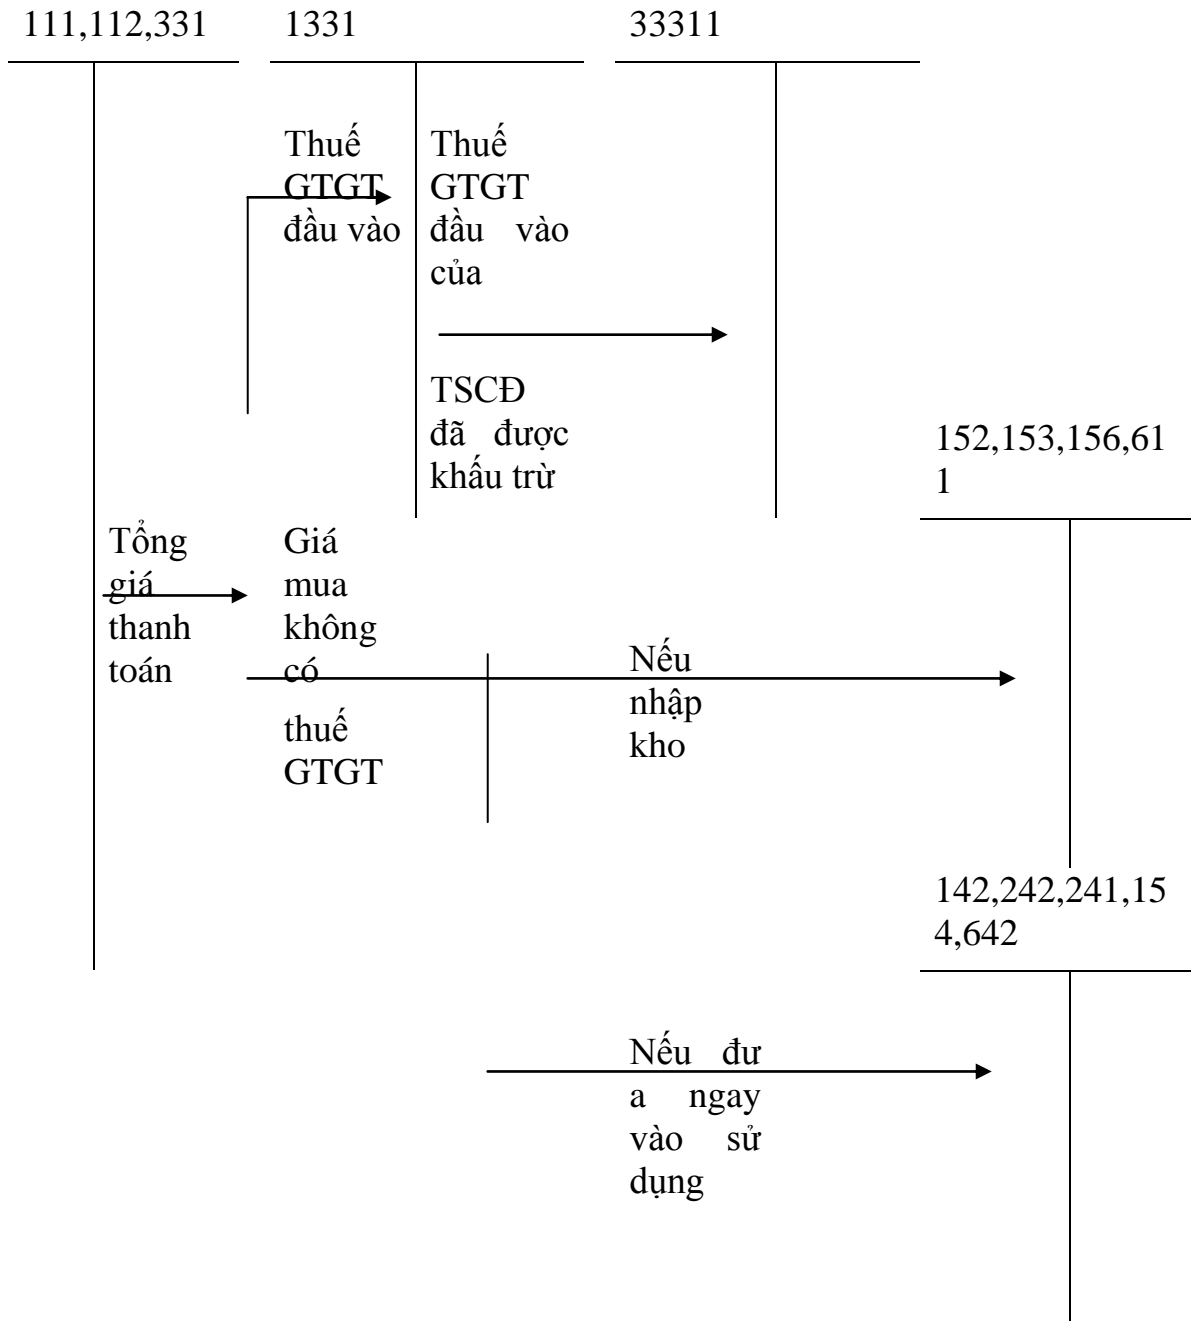 111,112,331
1331
33311
Thuế
GTGT
đầu vào
Thuế
GTGT
đầu vào
của
TSCĐ
đã được
khấu trừ
152,153,156,61
1
Tổng
giá
thanh
toán
Giá
mua
không
có
thuế
GTGT
Nếu
nhập
kho
142,242,241,15
4,642
Nếu đư
a ngay
vào sử
dụng